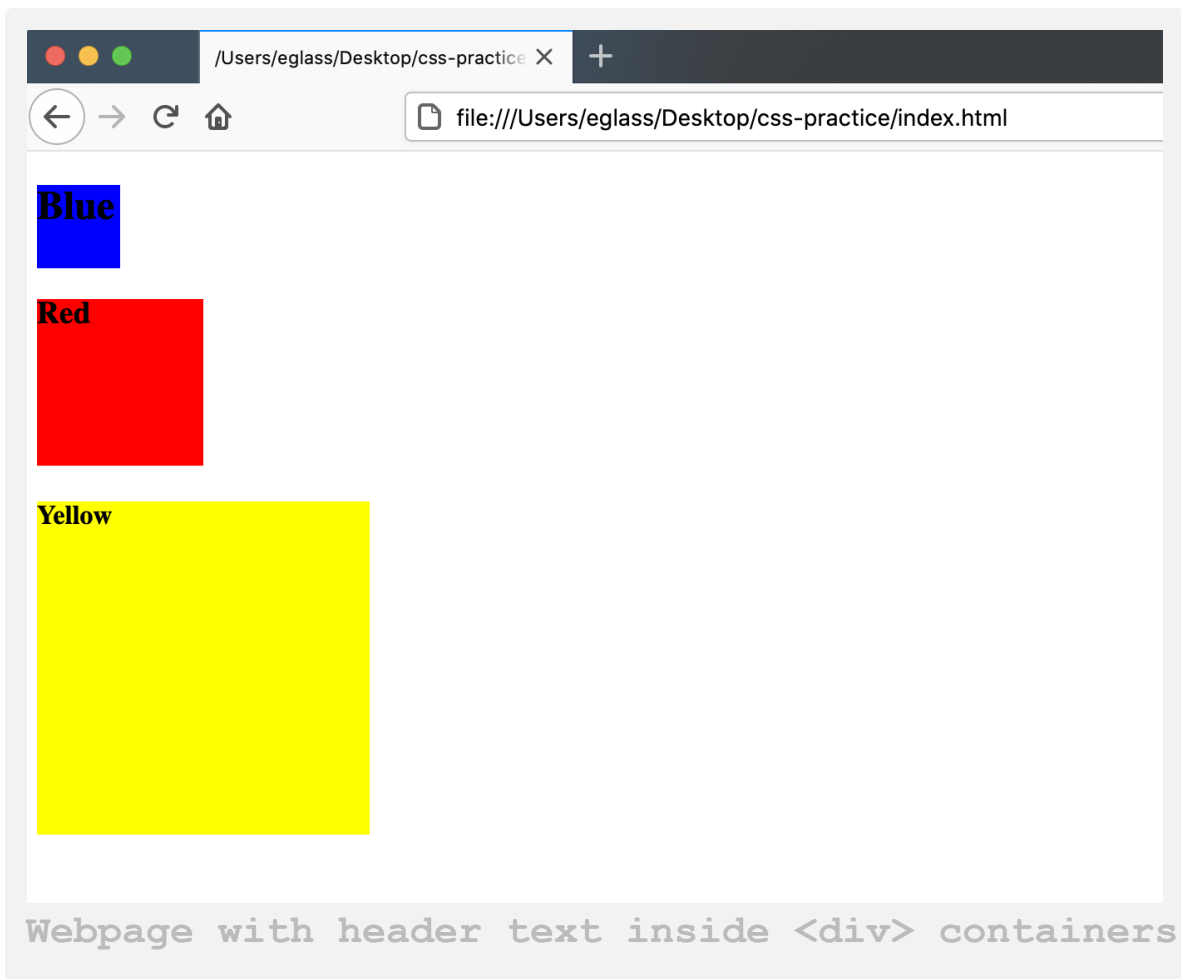 /Users/eglass/Desktop/css-practice
file:///Users/eglass/Desktop/css-practice/index.html
Blue
Red
Yellow
Webpage with header text inside <div> containers